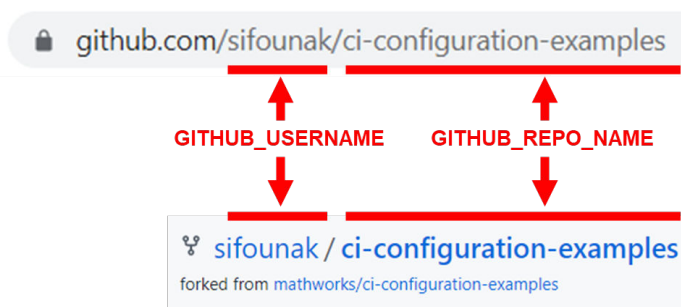 github.com/sifounak/ci-configuration-examples
GITHUB_USERNAME GITHUB_REPO_NAME
sifounak / ci-configuration-examples
forked from mathworks/ci-configuration-examples